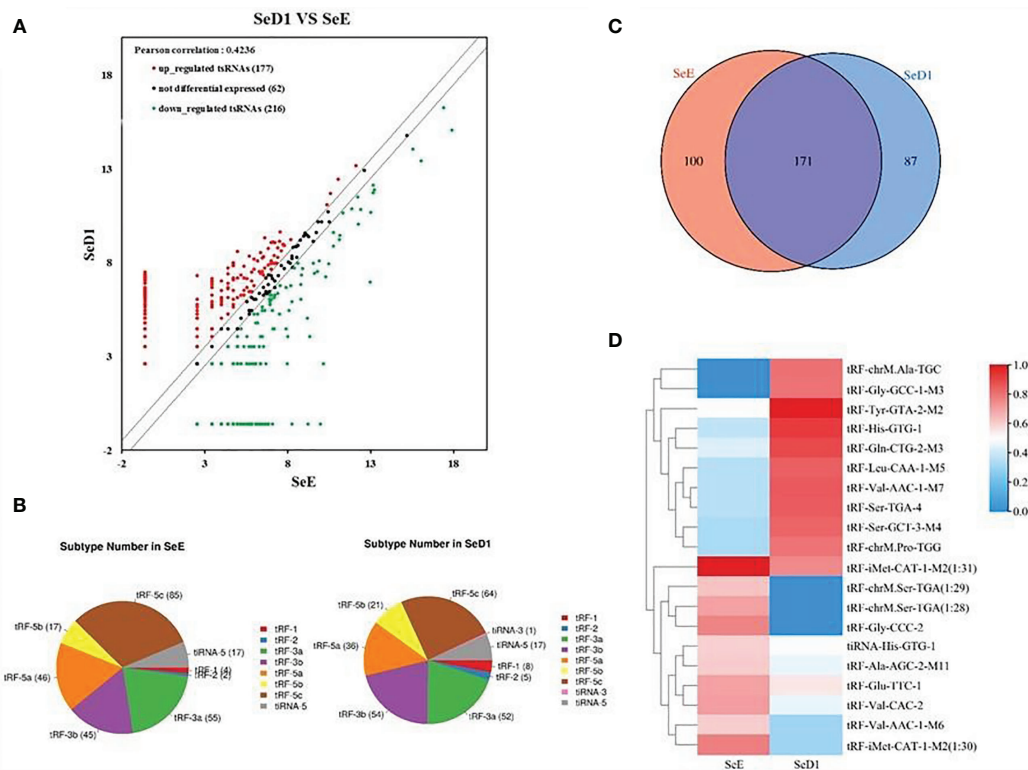 A
SeD1 VS SeE
Pearson correlation : 0.4236
up_regulated tsRNAs (177)
not differential expressed (62)
down_regulated tsRNAs (216)
18
13
8
3
-2
SeD1
-2
3
8
13
18
SeE
B
Subtype Number in SeE
tRF-5c (85)
tRF-5b (17)
tiRNA-5 (17)
tRF-1 (4)
tRF-2 (2)
tRF-5a (46)
tRF-3b (45)
tRF-3a (55)
tRF-1
tRF-2
tRF-3a
tRF-3b
tRF-5a
tRF-5b
tRF-5c
tiRNA-5
Subtype Number in SeD1
tRF-5c (64)
tRF-5b (21)
tiRNA-3 (1)
tRF-5a (36)
tiRNA-5 (17)
tRF-1 (8)
tRF-2 (5)
tRF-3b (54)
tRF-3a (52)
tRF-1
tRF-2
tRF-3a
tRF-3b
tRF-5a
tRF-5b
tRF-5c
tiRNA-3
tiRNA-5
C
SeE
SeD1
100
171
87
D
tRF-chrM.Ala-TGC
tRF-Gly-GCC-1-M3
tRF-Tyr-GTA-2-M2
tRF-His-GTG-1
tRF-Gln-CTG-2-M3
tRF-Leu-CAA-1-M5
tRF-Val-AAC-1-M7
tRF-Ser-TGA-4
tRF-Ser-GCT-3-M4
tRF-chrM.Pro-TGG
tRF-iMet-CAT-1-M2(1:31)
tRF-chrM.Ser-TGA(1:29)
tRF-chrM.Ser-TGA(1:28)
tRF-Gly-CCC-2
tiRNA-His-GTG-1
tRF-Ala-AGC-2-M11
tRF-Glu-TTC-1
tRF-Val-CAC-2
tRF-Val-AAC-1-M6
tRF-iMet-CAT-1-M2(1:30)
SeE
SeD1
1.0
0.8
0.6
0.4
0.2
0.0